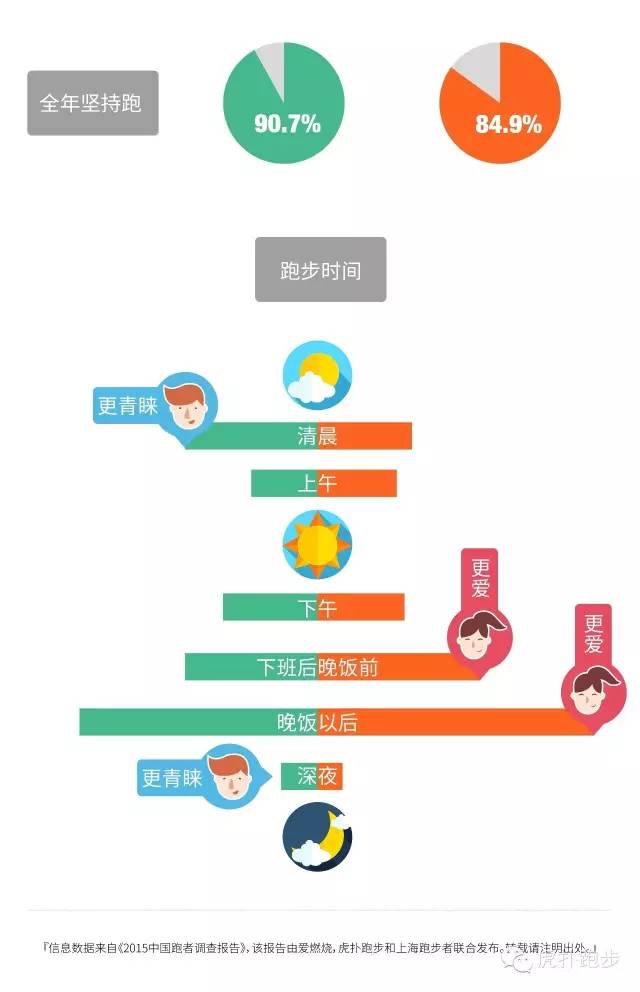 全年坚持跑
90.7%
84.9%
跑步时间
更青睐
清晨
上午
下午
更爱
下班后晚饭前
更爱
晚饭以后
更青睐
深夜
『信息数据来自《2015中国跑者调查报告》，该报告由爱燃烧，虎扑跑步和上海跑步者联合发布。转载请注明出处。』
虎扑跑步